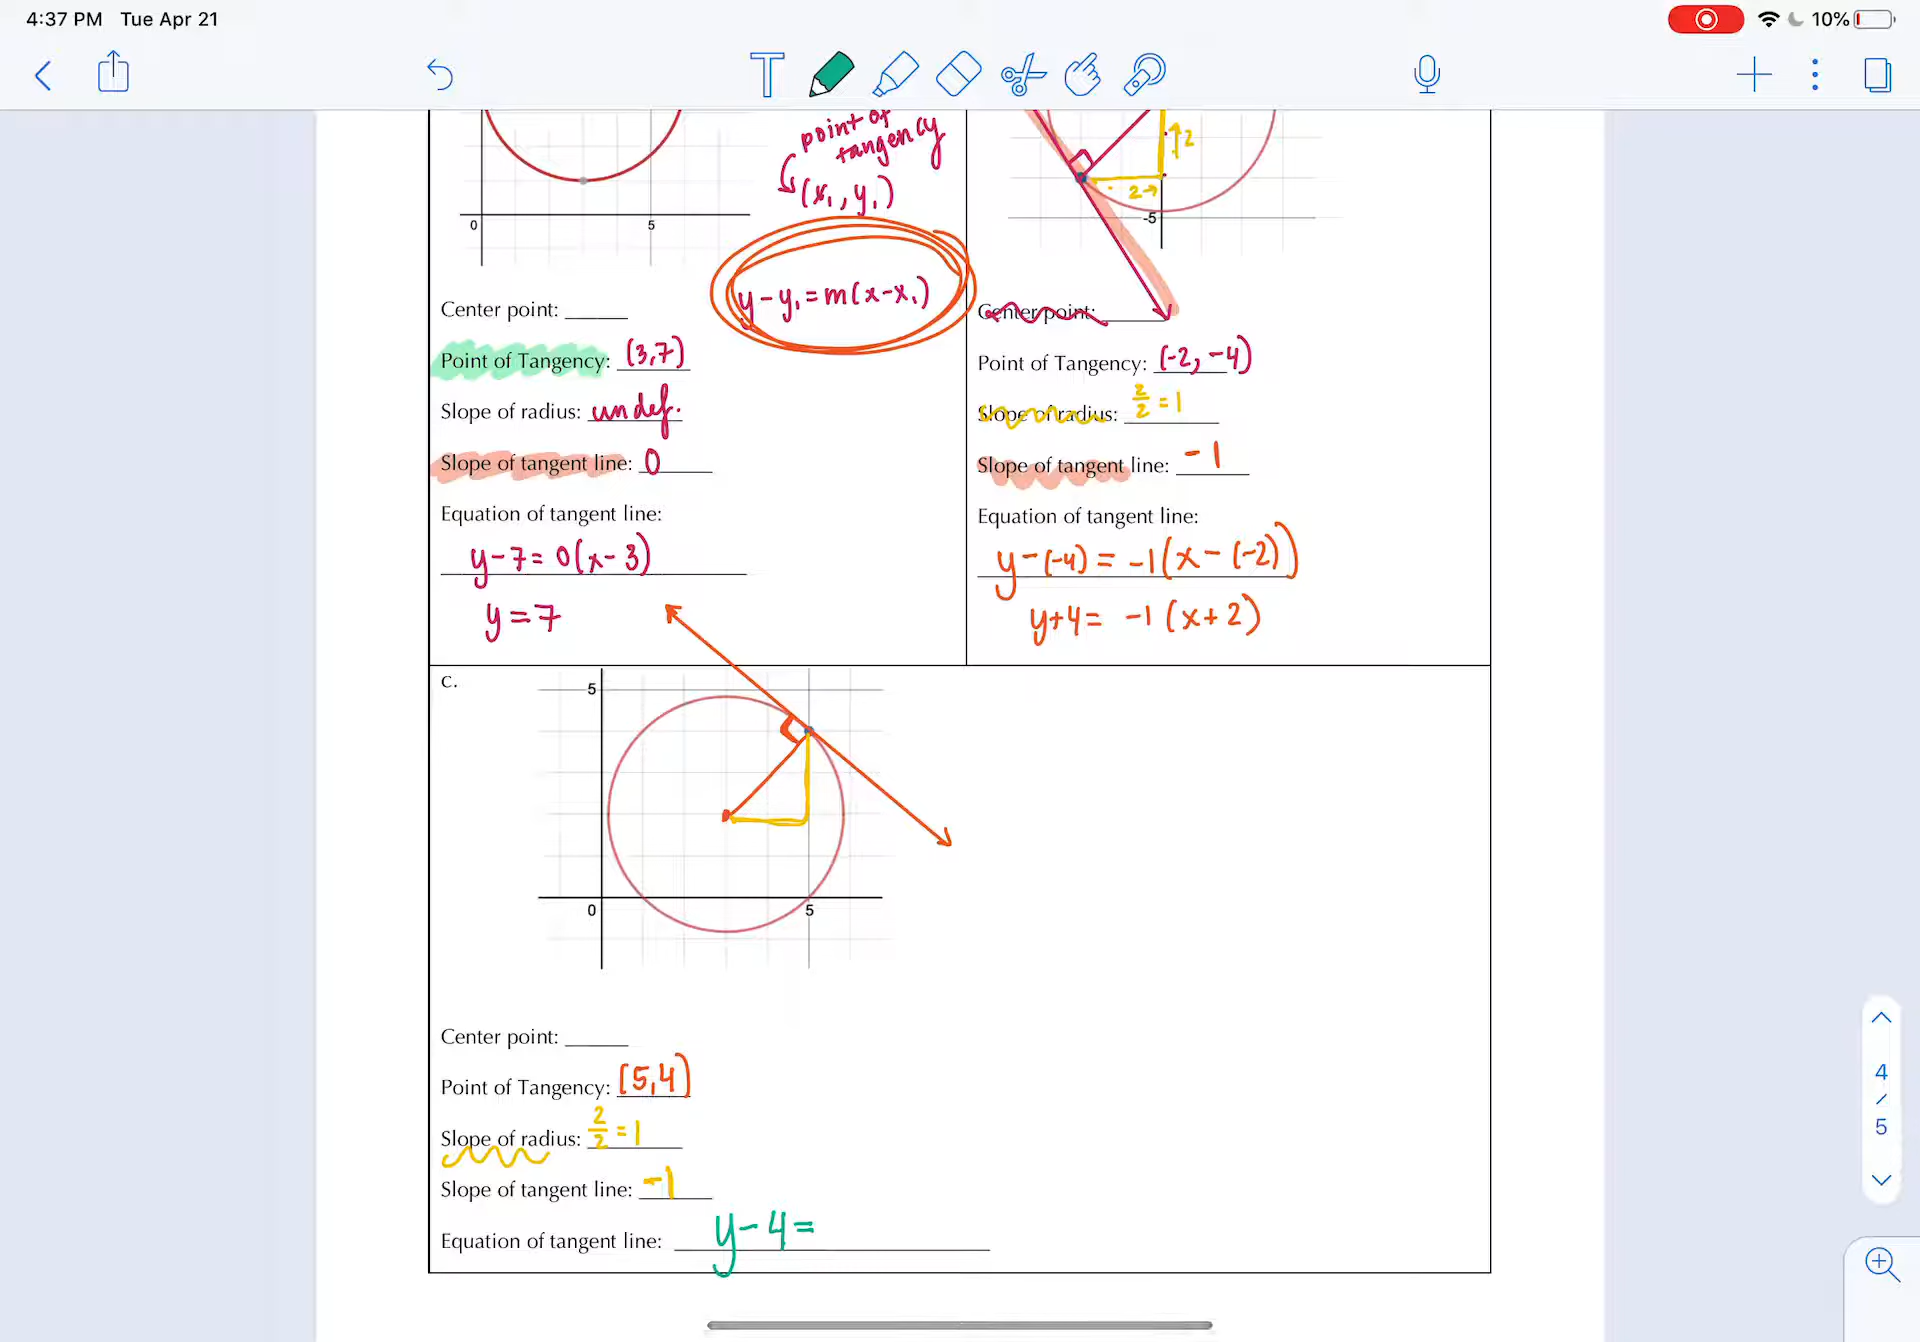 4:37 PM Tue Apr 21
10%
point of
tangency
(x₁, y₁)
0
5
y-y₁=m(x-x₁)
Center point: ______
Point of Tangency: (3,7)
Slope of radius: undef.
Slope of tangent line: 0
Equation of tangent line:
y-7=0(x-3)
y=7
2
2
-5
Center point: ______
Point of Tangency: (-2,-4)
Slope of radius: 2/2 = 1
Slope of tangent line: -1
Equation of tangent line:
y-(-4) = -1(x-(-2))
y+4= -1(x+2)
c.
5
0
5
Center point: ______
Point of Tangency: (5,4)
Slope of radius: 2/2 = 1
Slope of tangent line: -1
Equation of tangent line: y-4=
4
/
5